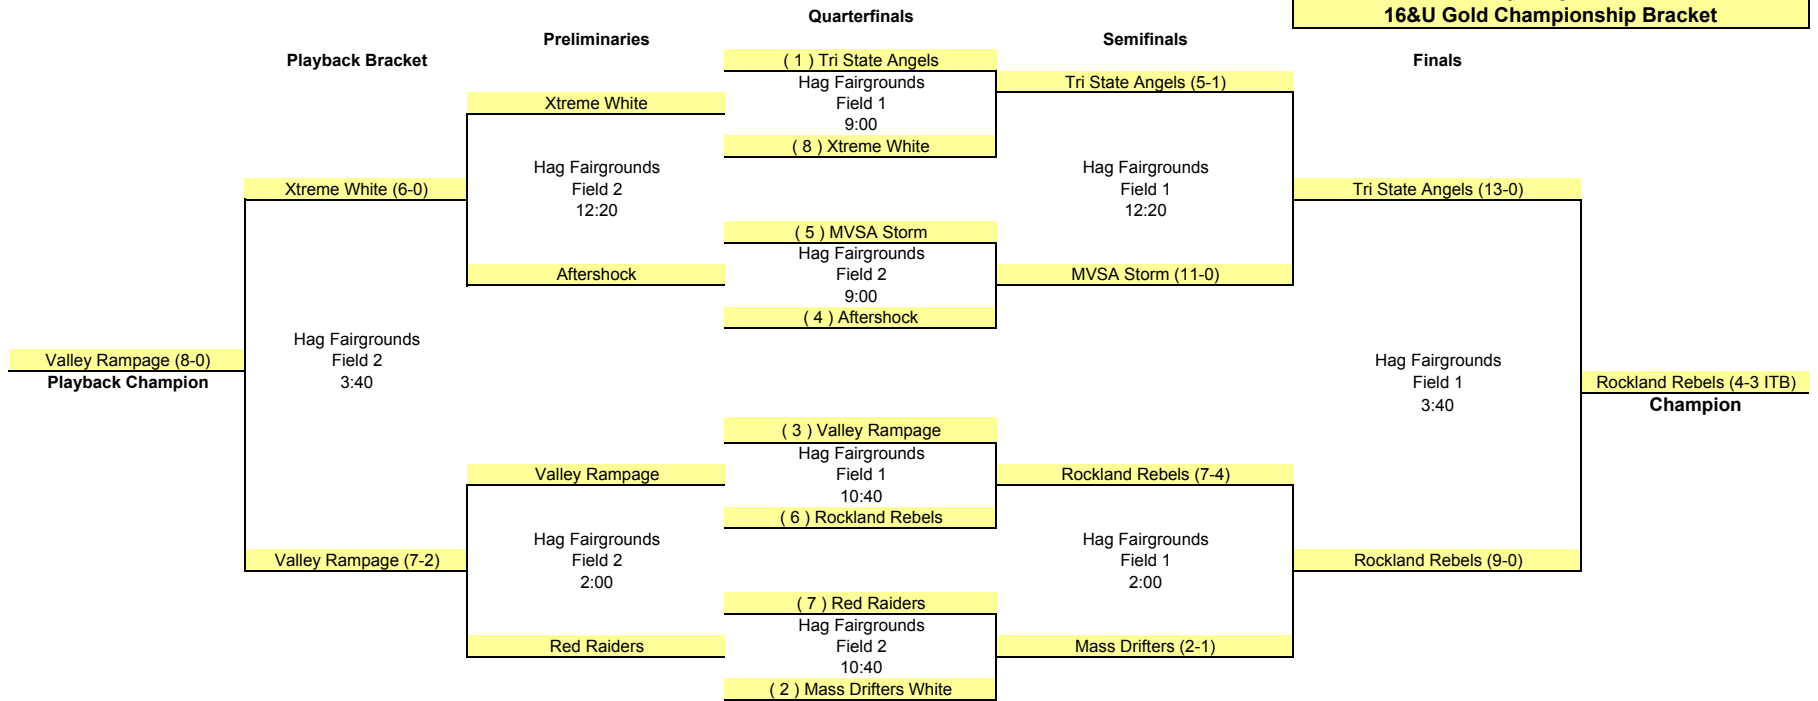 16&U Gold Championship Bracket
Quarterfinals
Preliminaries
Semifinals
Playback Bracket
Finals
( 1 ) Tri State Angels
Hag Fairgrounds
Field 1
9:00
( 8 ) Xtreme White
Tri State Angels (5-1)
Xtreme White
Hag Fairgrounds
Field 2
12:20
Hag Fairgrounds
Field 1
12:20
Xtreme White (6-0)
Tri State Angels (13-0)
( 5 ) MVSA Storm
Hag Fairgrounds
Field 2
9:00
( 4 ) Aftershock
Aftershock
MVSA Storm (11-0)
Hag Fairgrounds
Field 2
3:40
Valley Rampage (8-0)
Playback Champion
Hag Fairgrounds
Field 1
3:40
Rockland Rebels (4-3 ITB)
Champion
( 3 ) Valley Rampage
Hag Fairgrounds
Field 1
10:40
( 6 ) Rockland Rebels
Valley Rampage
Rockland Rebels (7-4)
Hag Fairgrounds
Field 2
2:00
Hag Fairgrounds
Field 1
2:00
Valley Rampage (7-2)
Rockland Rebels (9-0)
( 7 ) Red Raiders
Hag Fairgrounds
Field 2
10:40
( 2 ) Mass Drifters White
Red Raiders
Mass Drifters (2-1)